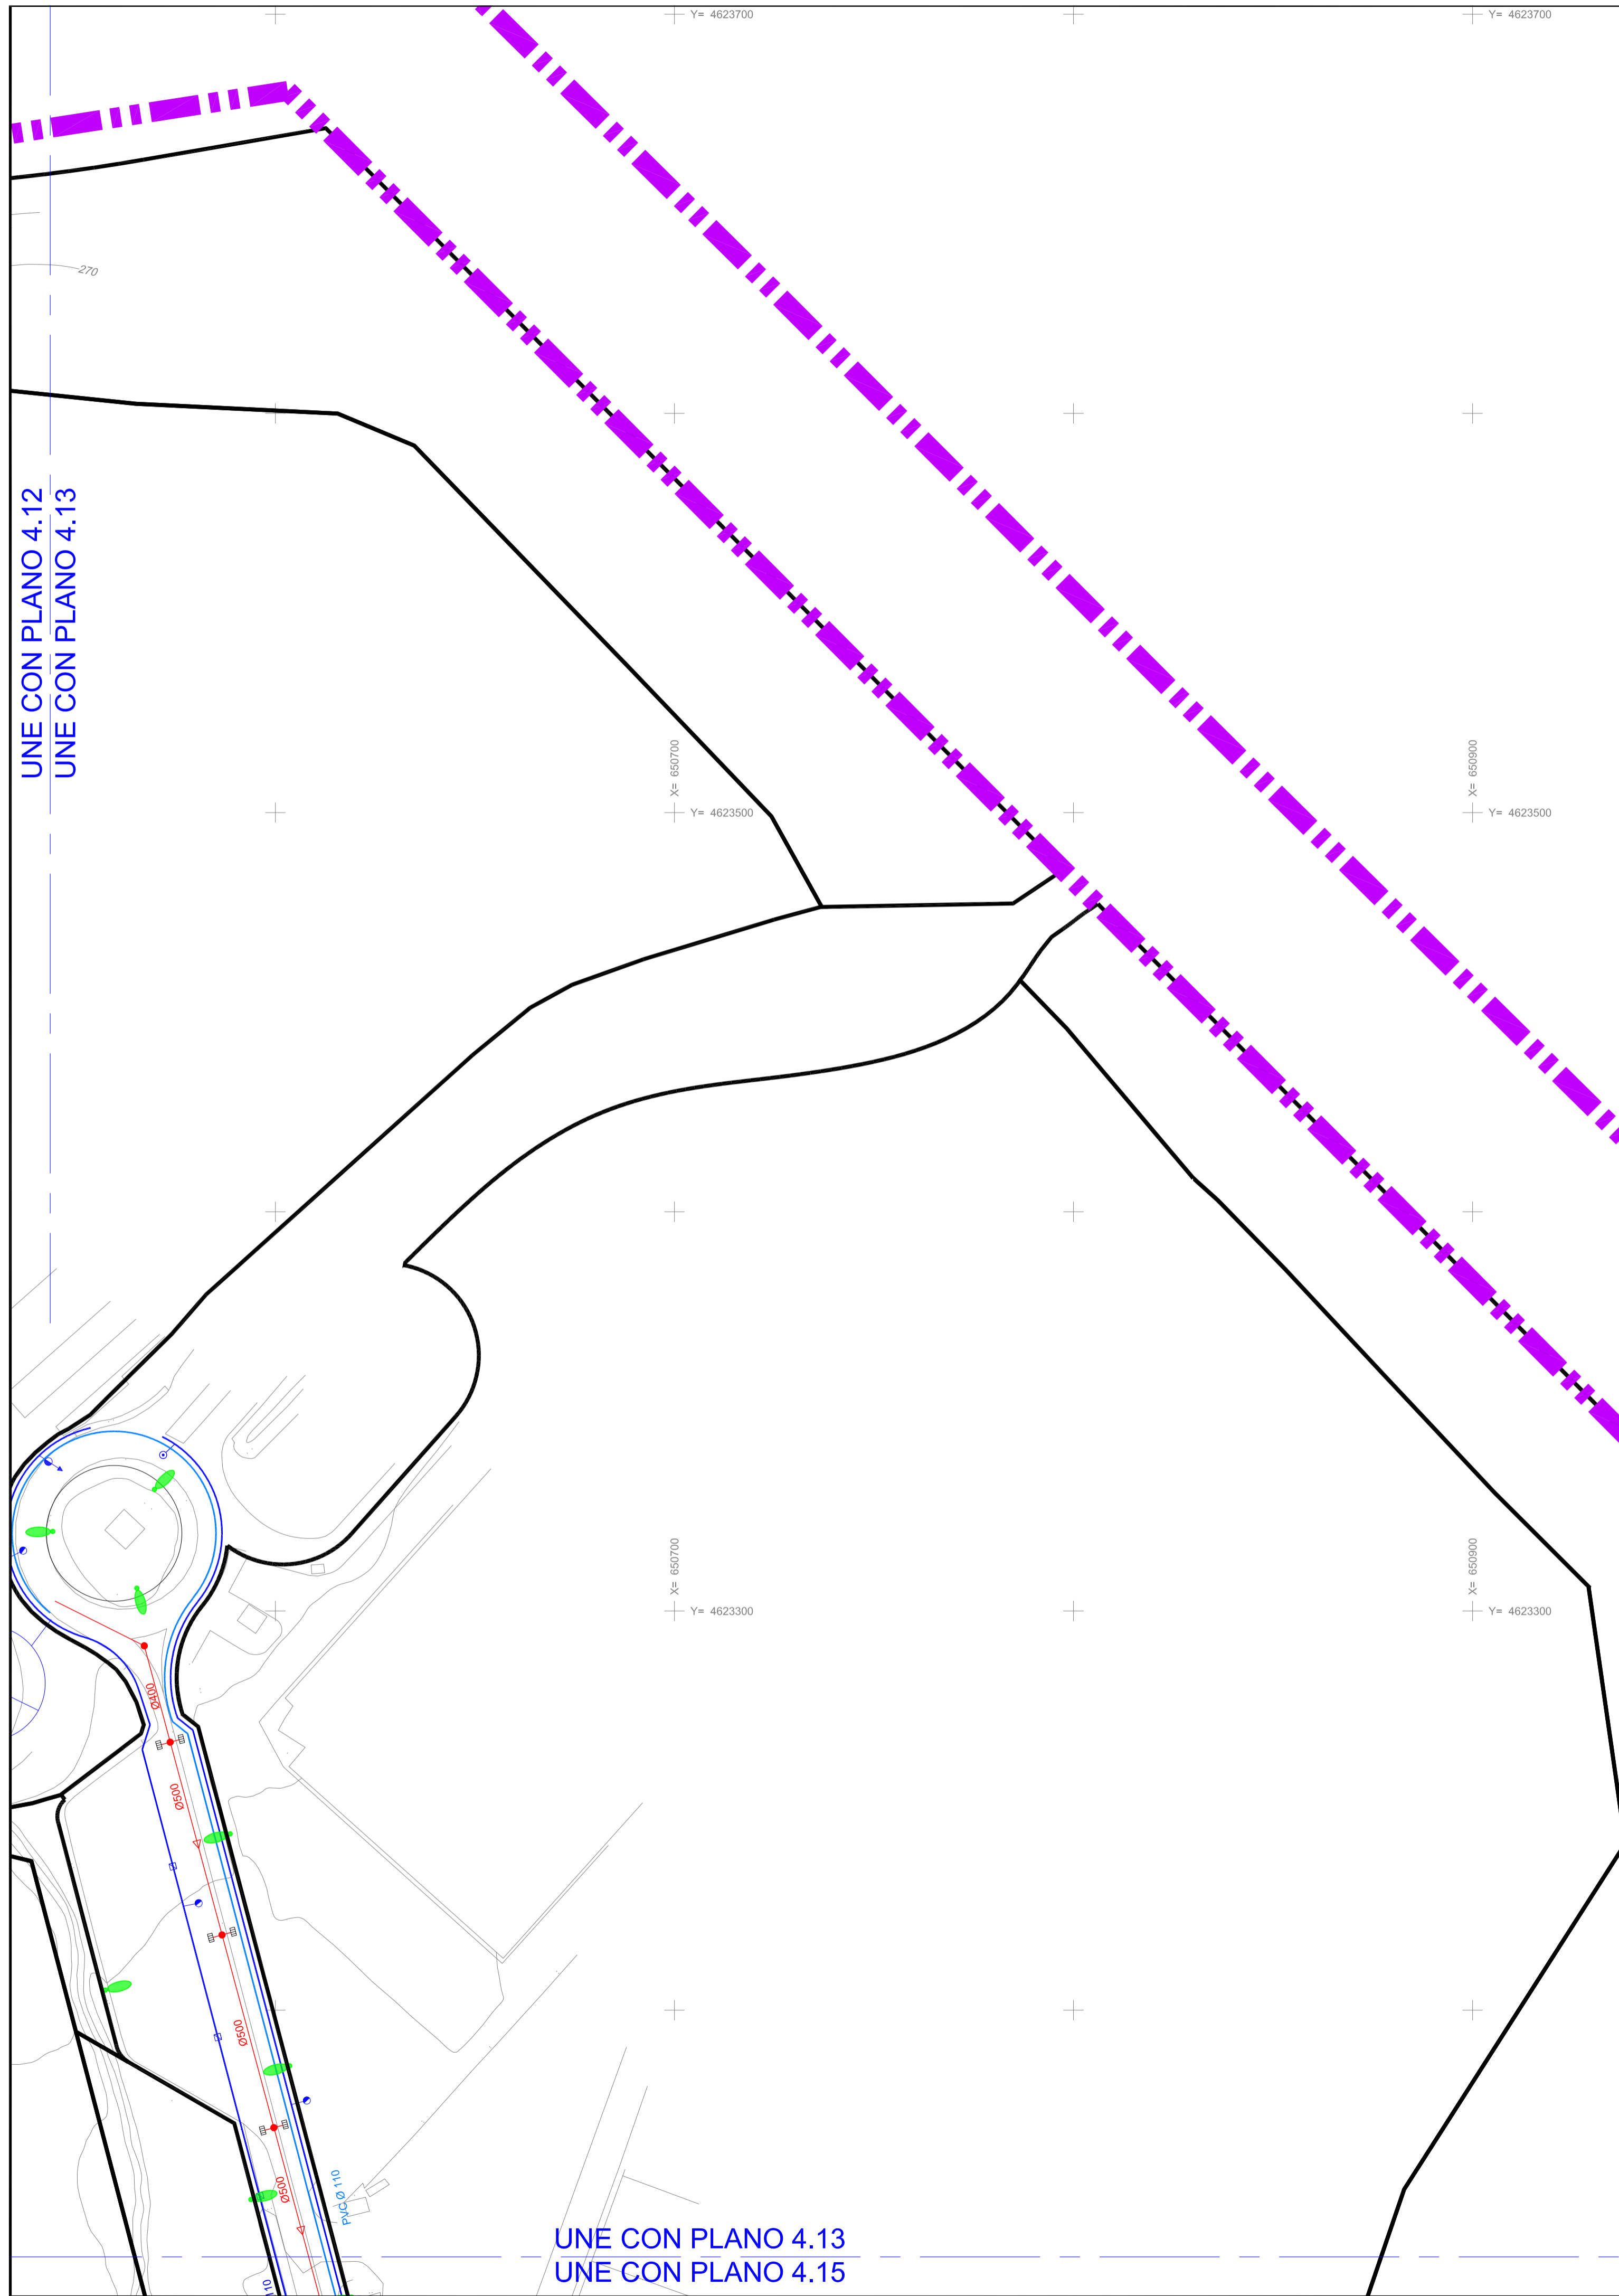 Y= 4623700
Y= 4623700
270
UNE CON PLANO 4.12
UNE CON PLANO 4.13
X= 650700
Y= 4623500
X= 650900
Y= 4623500
X= 650700
Y= 4623300
X= 650900
Y= 4623300
Ø400
Ø500
Ø500
Ø500
PVC Ø 110
UNE CON PLANO 4.13
UNE CON PLANO 4.15